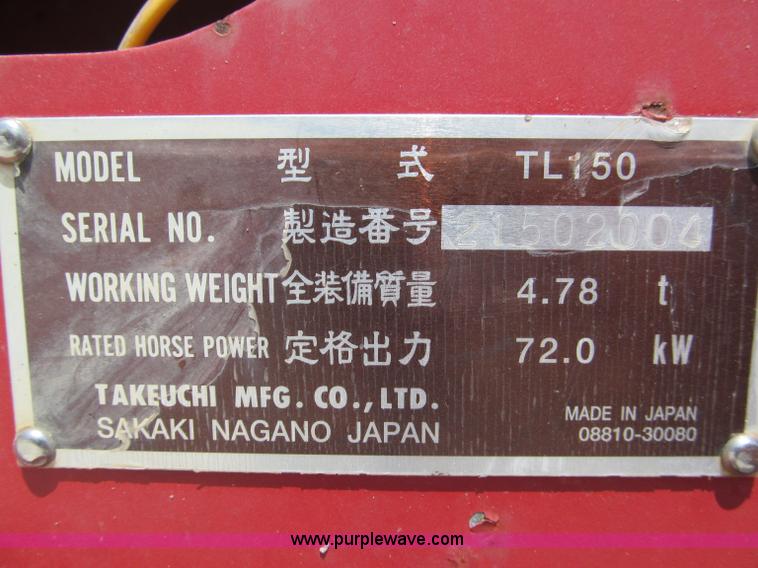 MODEL 型式 TL150
SERIAL NO. 製造番号 21502004
WORKING WEIGHT 全装備質量 4.78 t
RATED HORSE POWER 定格出力 72.0 kW
TAKEUCHI MFG. CO., LTD.
SAKAKI NAGANO JAPAN
MADE IN JAPAN
08810-30080
www.purplewave.com